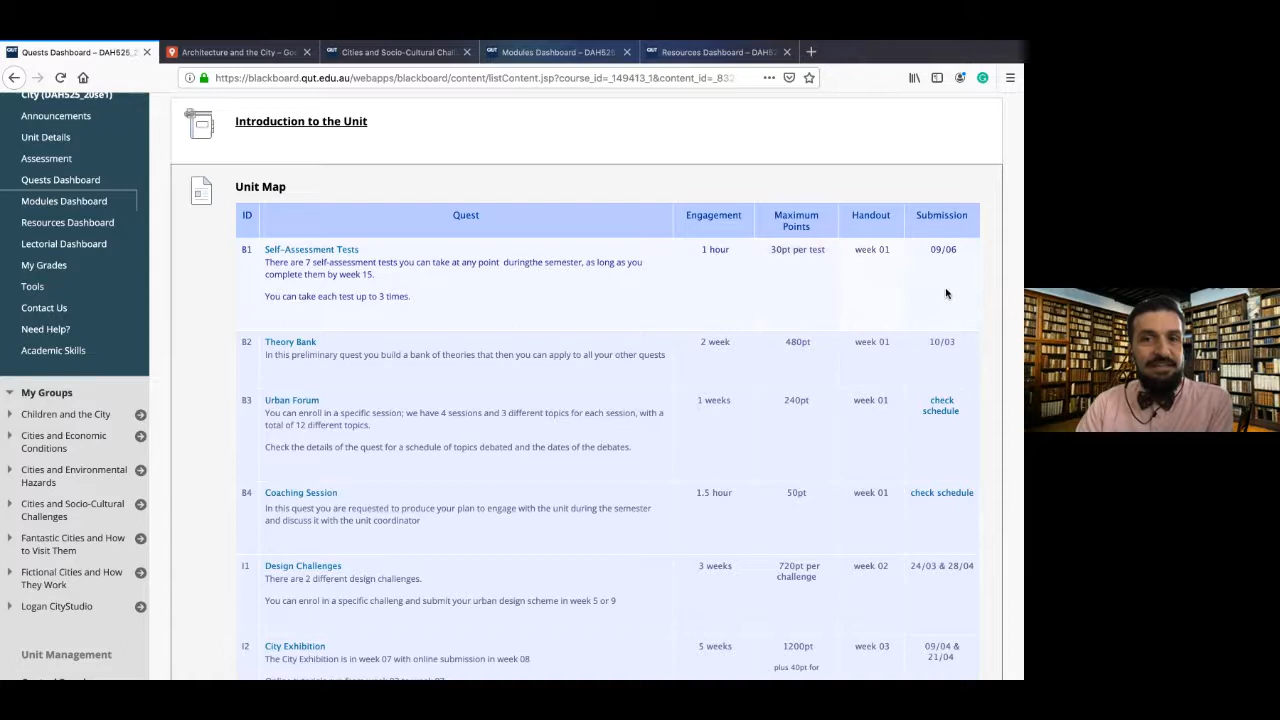 Quests Dashboard – DAH525_2
Architecture and the City – Goo
Cities and Socio-Cultural Chall
Modules Dashboard – DAH525
Resources Dashboard – DAH52
https://blackboard.qut.edu.au/webapps/blackboard/content/listContent.jsp?course_id=_149413_1&content_id=_832
City (DAH525_20se1)
Announcements
Unit Details
Assessment
Quests Dashboard
Modules Dashboard
Resources Dashboard
Lectorial Dashboard
My Grades
Tools
Contact Us
Need Help?
Academic Skills
My Groups
Children and the City
Cities and Economic
Conditions
Cities and Environmental
Hazards
Cities and Socio-Cultural
Challenges
Fantastic Cities and How
to Visit Them
Fictional Cities and How
They Work
Logan CityStudio
Unit Management
Introduction to the Unit
Unit Map
ID Quest Engagement Maximum Points Handout Submission
B1 Self-Assessment Tests 1 hour 30pt per test week 01 09/06
There are 7 self-assessment tests you can take at any point duringthe semester, as long as you
complete them by week 15.
You can take each test up to 3 times.
B2 Theory Bank 2 week 480pt week 01 10/03
In this preliminary quest you build a bank of theories that then you can apply to all your other quests
B3 Urban Forum 1 weeks 240pt week 01 check schedule
You can enroll in a specific session; we have 4 sessions and 3 different topics for each session, with a
total of 12 different topics.
Check the details of the quest for a schedule of topics debated and the dates of the debates.
B4 Coaching Session 1.5 hour 50pt week 01 check schedule
In this quest you are requested to produce your plan to engage with the unit during the semester
and discuss it with the unit coordinator
I1 Design Challenges 3 weeks 720pt per challenge week 02 24/03 & 28/04
There are 2 different design challenges.
You can enrol in a specific challeng and submit your urban design scheme in week 5 or 9
I2 City Exhibition 5 weeks 1200pt week 03 09/04 & 21/04
The City Exhibition is in week 07 with online submission in week 08
plus 40pt for